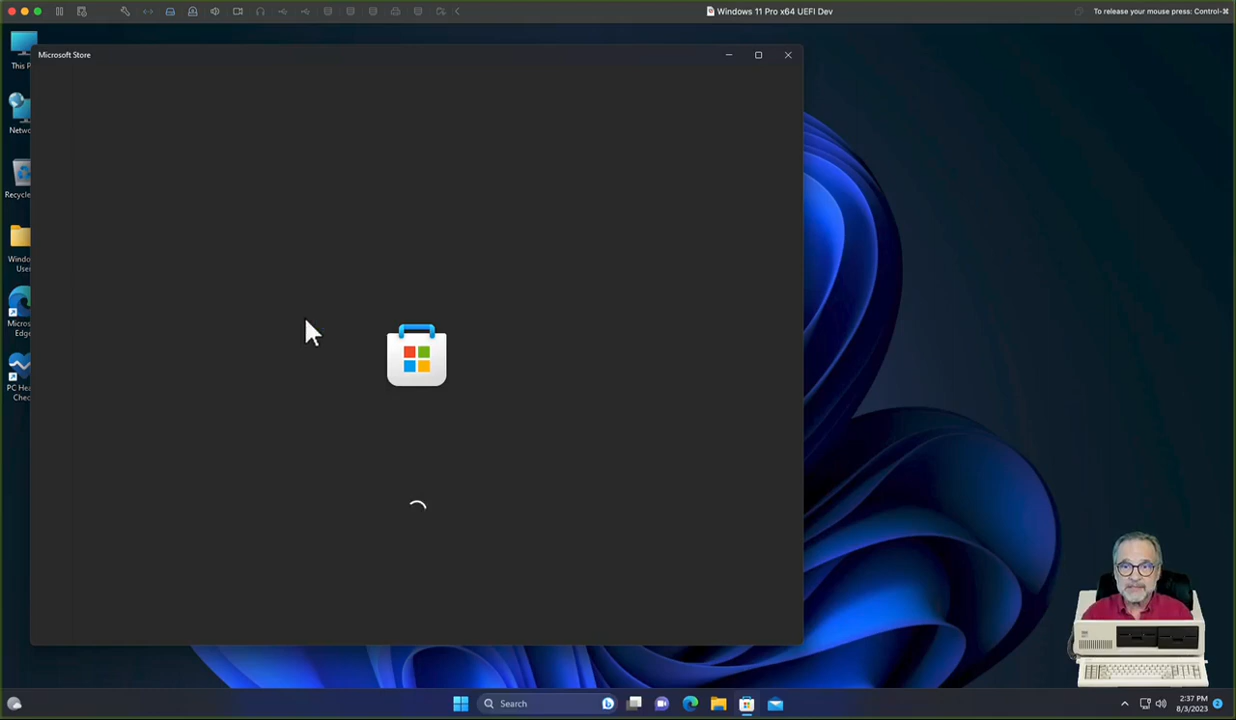 Windows 11 Pro x64 UEFI Dev
To release your mouse press: Control-⌘
Microsoft Store
This P
Netwo
Recycle
Windo
User
Micros
Edge
PC Hea
Chec
Search
2:37 PM
8/3/2023
2